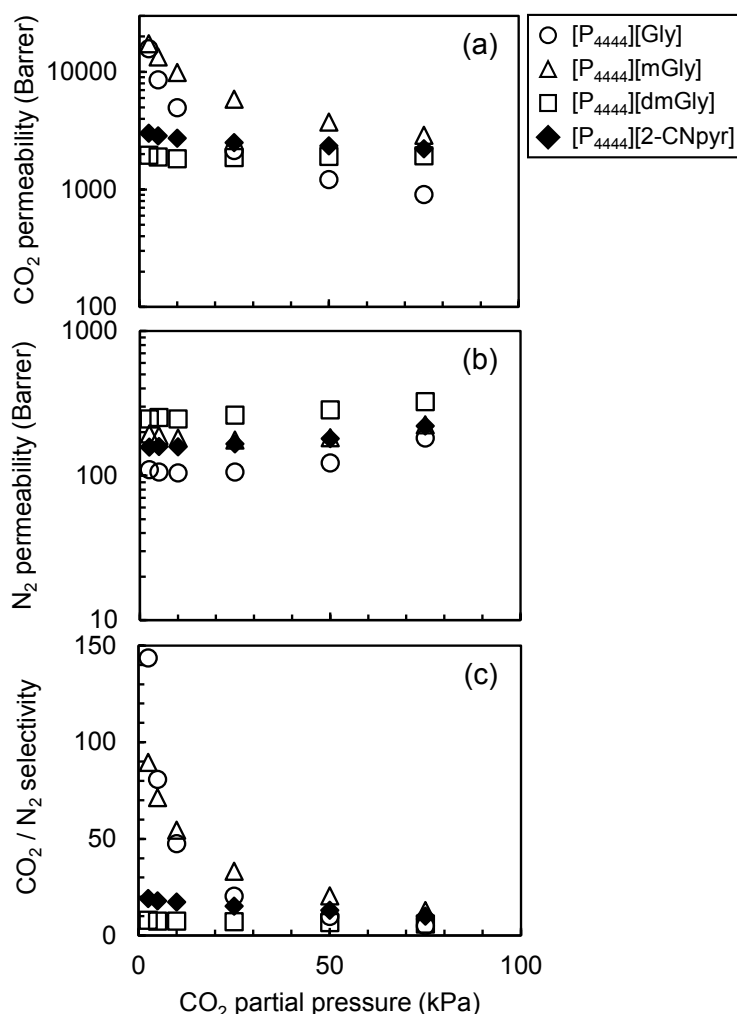 (a)
CO₂ permeability (Barrer)
10000
1000
100
[P₄₄₄₄][Gly]
[P₄₄₄₄][mGly]
[P₄₄₄₄][dmGly]
[P₄₄₄₄][2-CNpyr]
(b)
N₂ permeability (Barrer)
1000
100
10
(c)
CO₂ / N₂ selectivity
150
100
50
0
0 50 100
CO₂ partial pressure (kPa)